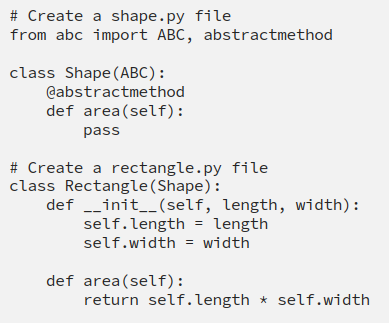 # Create a shape.py file
from abc import ABC, abstractmethod

class Shape(ABC):
    @abstractmethod
    def area(self):
        pass

# Create a rectangle.py file
class Rectangle(Shape):
    def __init__(self, length, width):
        self.length = length
        self.width = width

    def area(self):
        return self.length * self.width